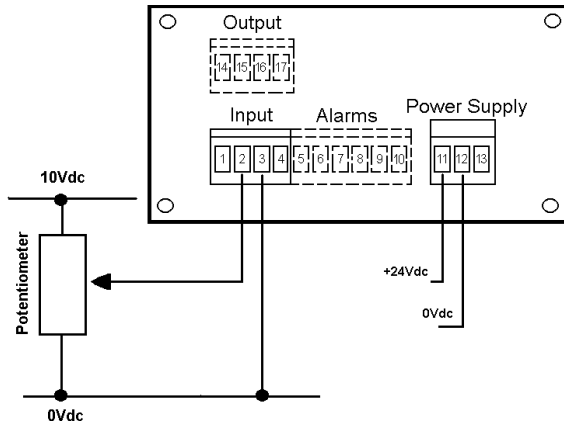 Output
14 15 16 17
Input Alarms Power Supply
1 2 3 4 5 6 7 8 9 10 11 12 13
10Vdc
Potentiometer
+24Vdc
0Vdc
0Vdc